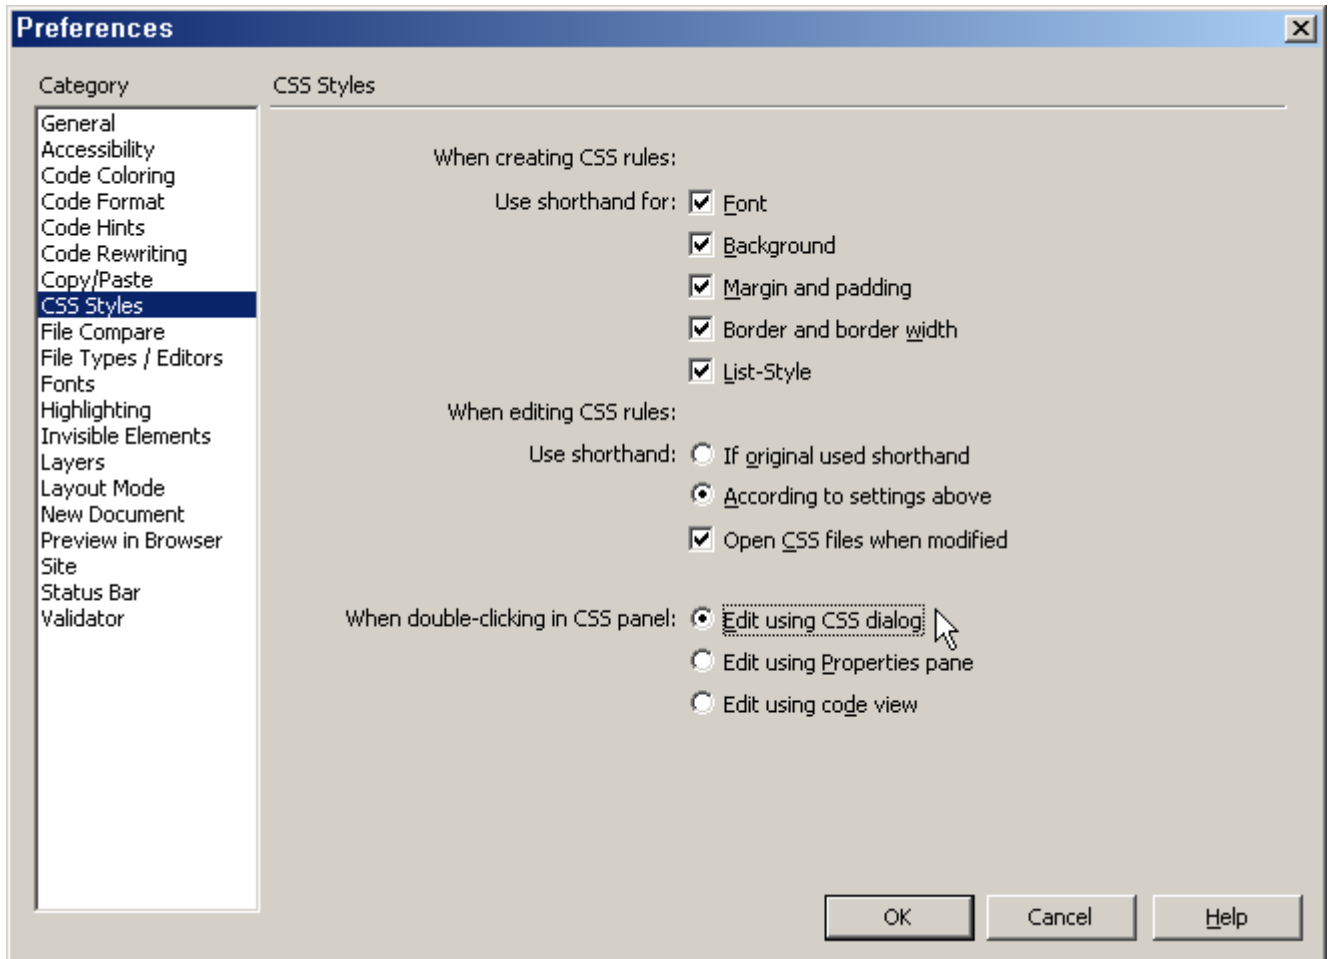 Preferences
Category
General
Accessibility
Code Coloring
Code Format
Code Hints
Code Rewriting
Copy/Paste
CSS Styles
File Compare
File Types / Editors
Fonts
Highlighting
Invisible Elements
Layers
Layout Mode
New Document
Preview in Browser
Site
Status Bar
Validator
CSS Styles
When creating CSS rules:
Use shorthand for: Font
Background
Margin and padding
Border and border width
List-Style
When editing CSS rules:
Use shorthand: If original used shorthand
According to settings above
Open CSS files when modified
When double-clicking in CSS panel: Edit using CSS dialog
Edit using Properties pane
Edit using code view
OK Cancel Help